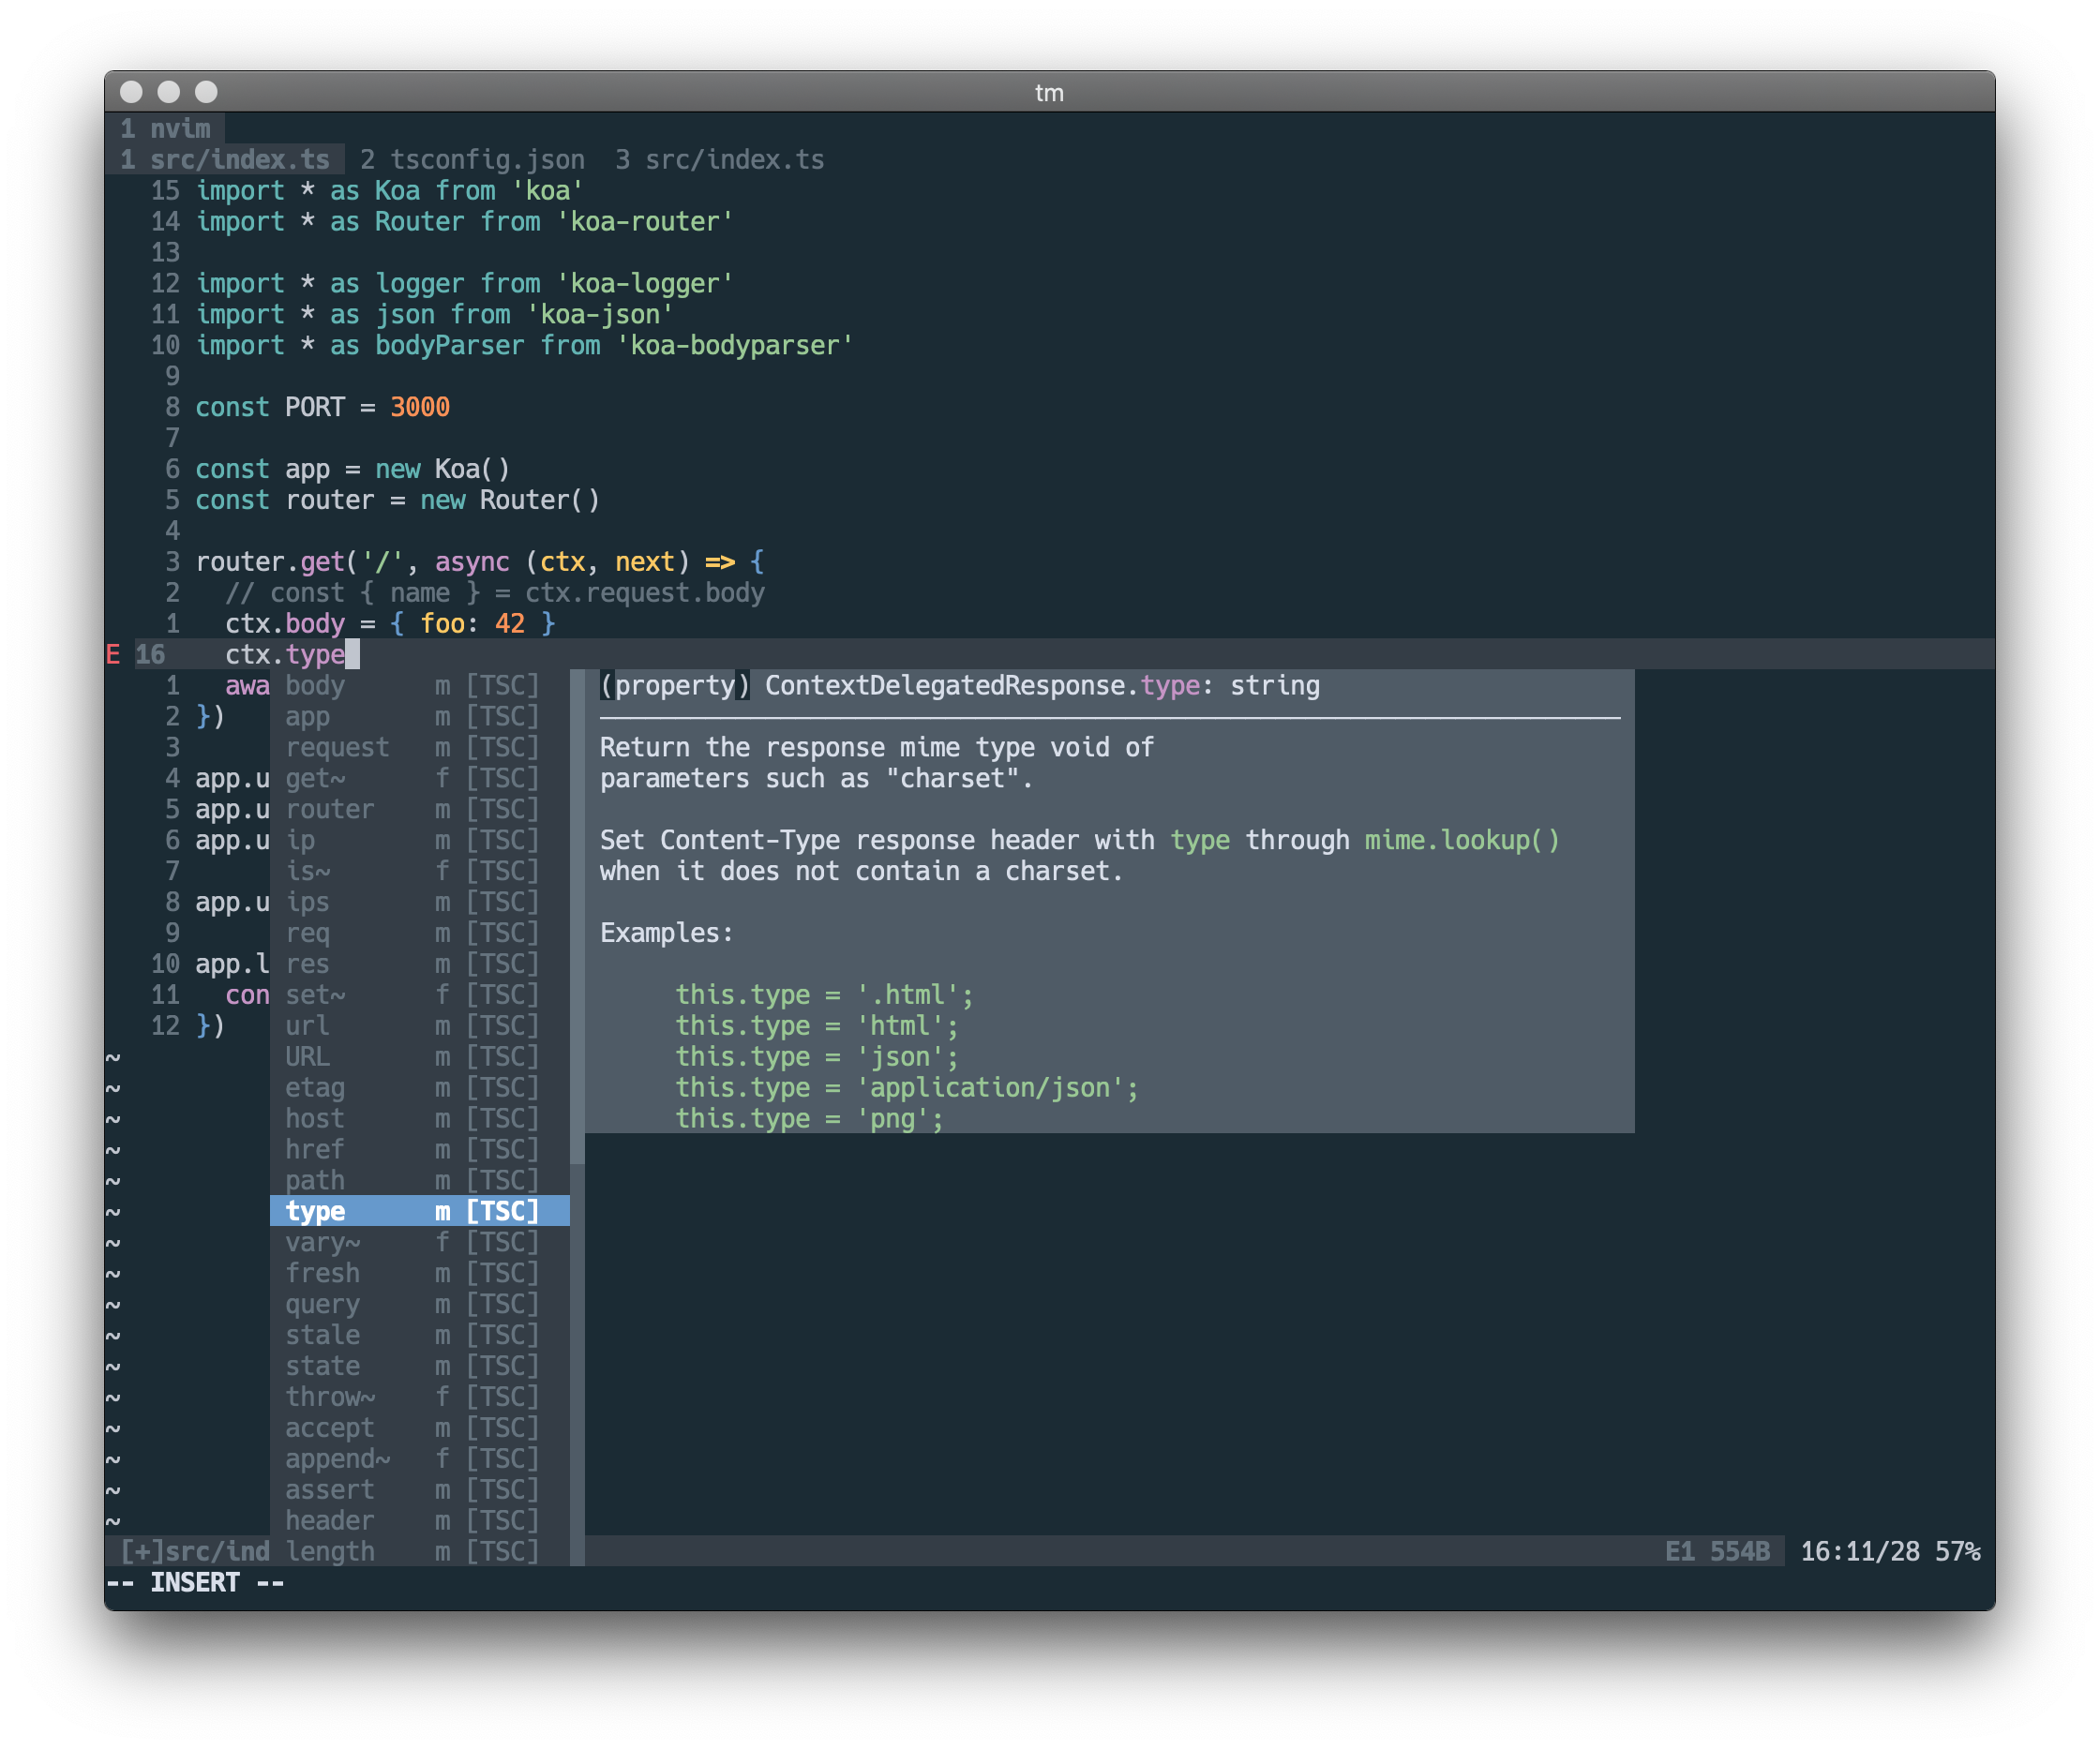 tm
1 nvim
1 src/index.ts 2 tsconfig.json 3 src/index.ts
15 import * as Koa from 'koa'
14 import * as Router from 'koa-router'
13
12 import * as logger from 'koa-logger'
11 import * as json from 'koa-json'
10 import * as bodyParser from 'koa-bodyparser'
9
8 const PORT = 3000
7
6 const app = new Koa()
5 const router = new Router()
4
3 router.get('/', async (ctx, next) => {
2   // const { name } = ctx.request.body
1   ctx.body = { foo: 42 }
E 16   ctx.type
1   awa body m [TSC] (property) ContextDelegatedResponse.type: string
2 }) app m [TSC]
3 request m [TSC] Return the response mime type void of
4 app.u get~ f [TSC] parameters such as "charset".
5 app.u router m [TSC]
6 app.u ip m [TSC] Set Content-Type response header with type through mime.lookup()
7 is~ f [TSC] when it does not contain a charset.
8 app.u ips m [TSC]
9 req m [TSC] Examples:
10 app.l res m [TSC]
11   con set~ f [TSC] this.type = '.html';
12 }) url m [TSC] this.type = 'html';
~ URL m [TSC] this.type = 'json';
~ etag m [TSC] this.type = 'application/json';
~ host m [TSC] this.type = 'png';
~ href m [TSC]
~ path m [TSC]
~ type m [TSC]
~ vary~ f [TSC]
~ fresh m [TSC]
~ query m [TSC]
~ stale m [TSC]
~ state m [TSC]
~ throw~ f [TSC]
~ accept m [TSC]
~ append~ f [TSC]
~ assert m [TSC]
~ header m [TSC]
[+]src/ind length m [TSC] E1 554B 16:11/28 57%
-- INSERT --